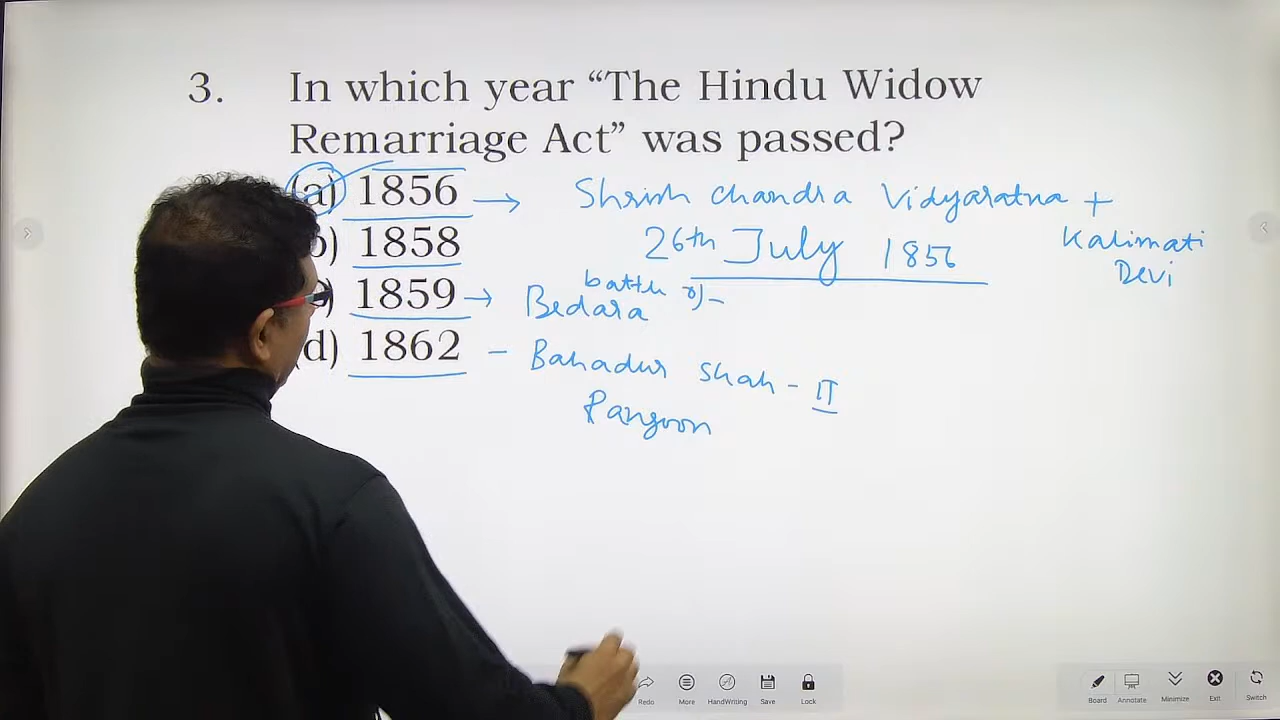 3. In which year “The Hindu Widow
Remarriage Act” was passed?
(a) 1856 → Shrish Chandra Vidyaratna +
Kalimati
Devi
26th July 1856
b) 1858
) 1859 → battle of -
Bedara
(d) 1862 - Bahadur Shah - II
Rangoon
Redo
More
HandWriting
Save
Lock
Board
Annotate
Minimize
Exit
Switch